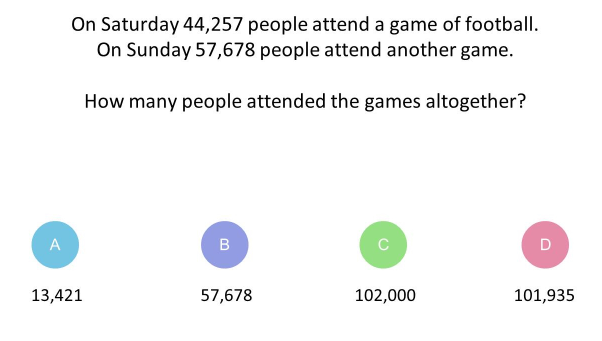 On Saturday 44,257 people attend a game of football.
On Sunday 57,678 people attend another game.
How many people attended the games altogether?
A B C D
13,421 57,678 102,000 101,935